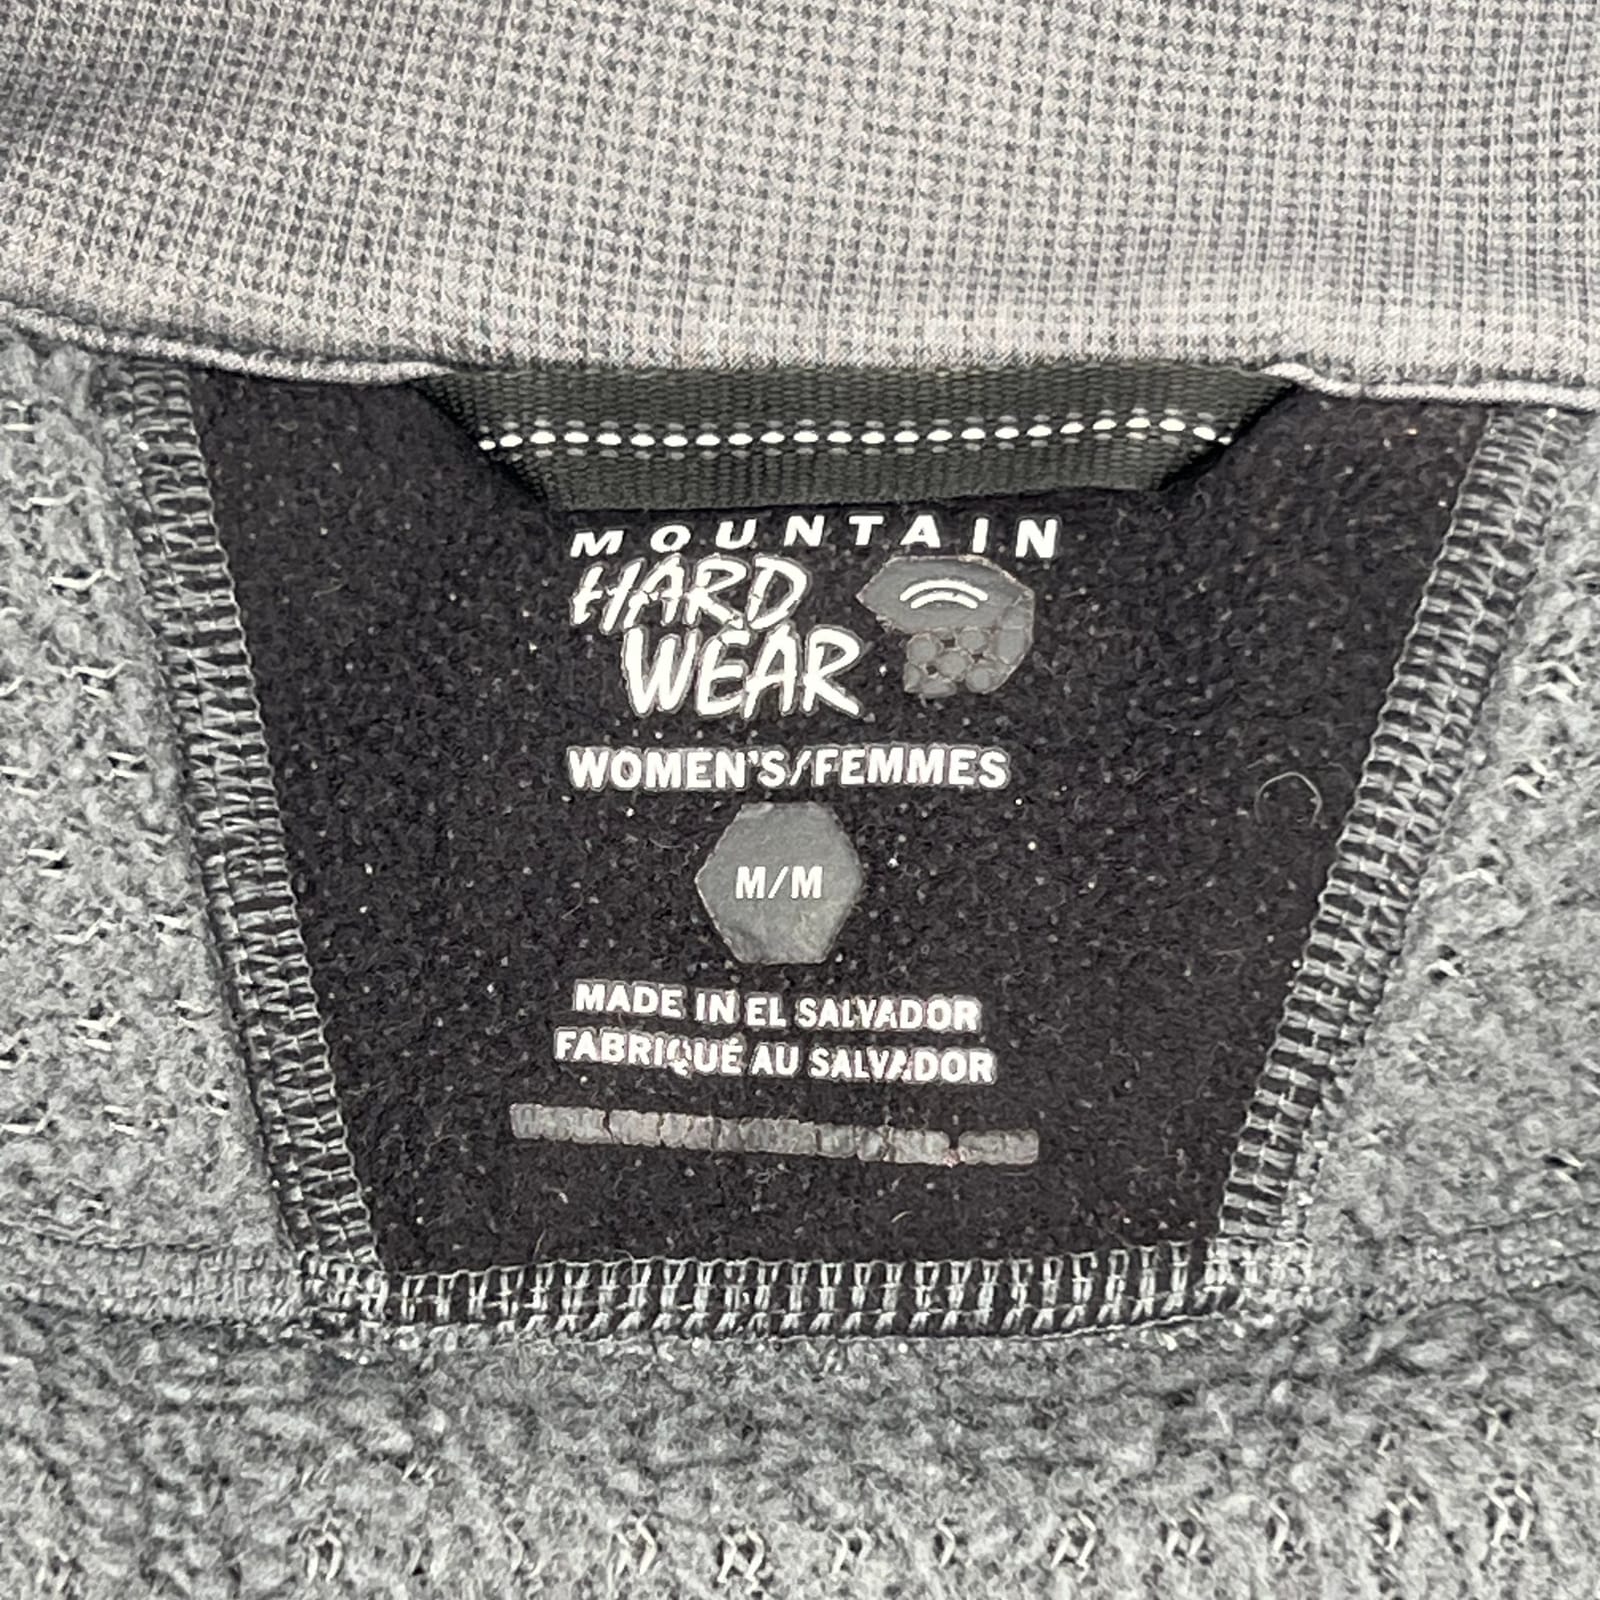 MOUNTAIN
HARD
WEAR
WOMEN'S/FEMMES
M/M
MADE IN EL SALVADOR
FABRIQUÉ AU SALVADOR